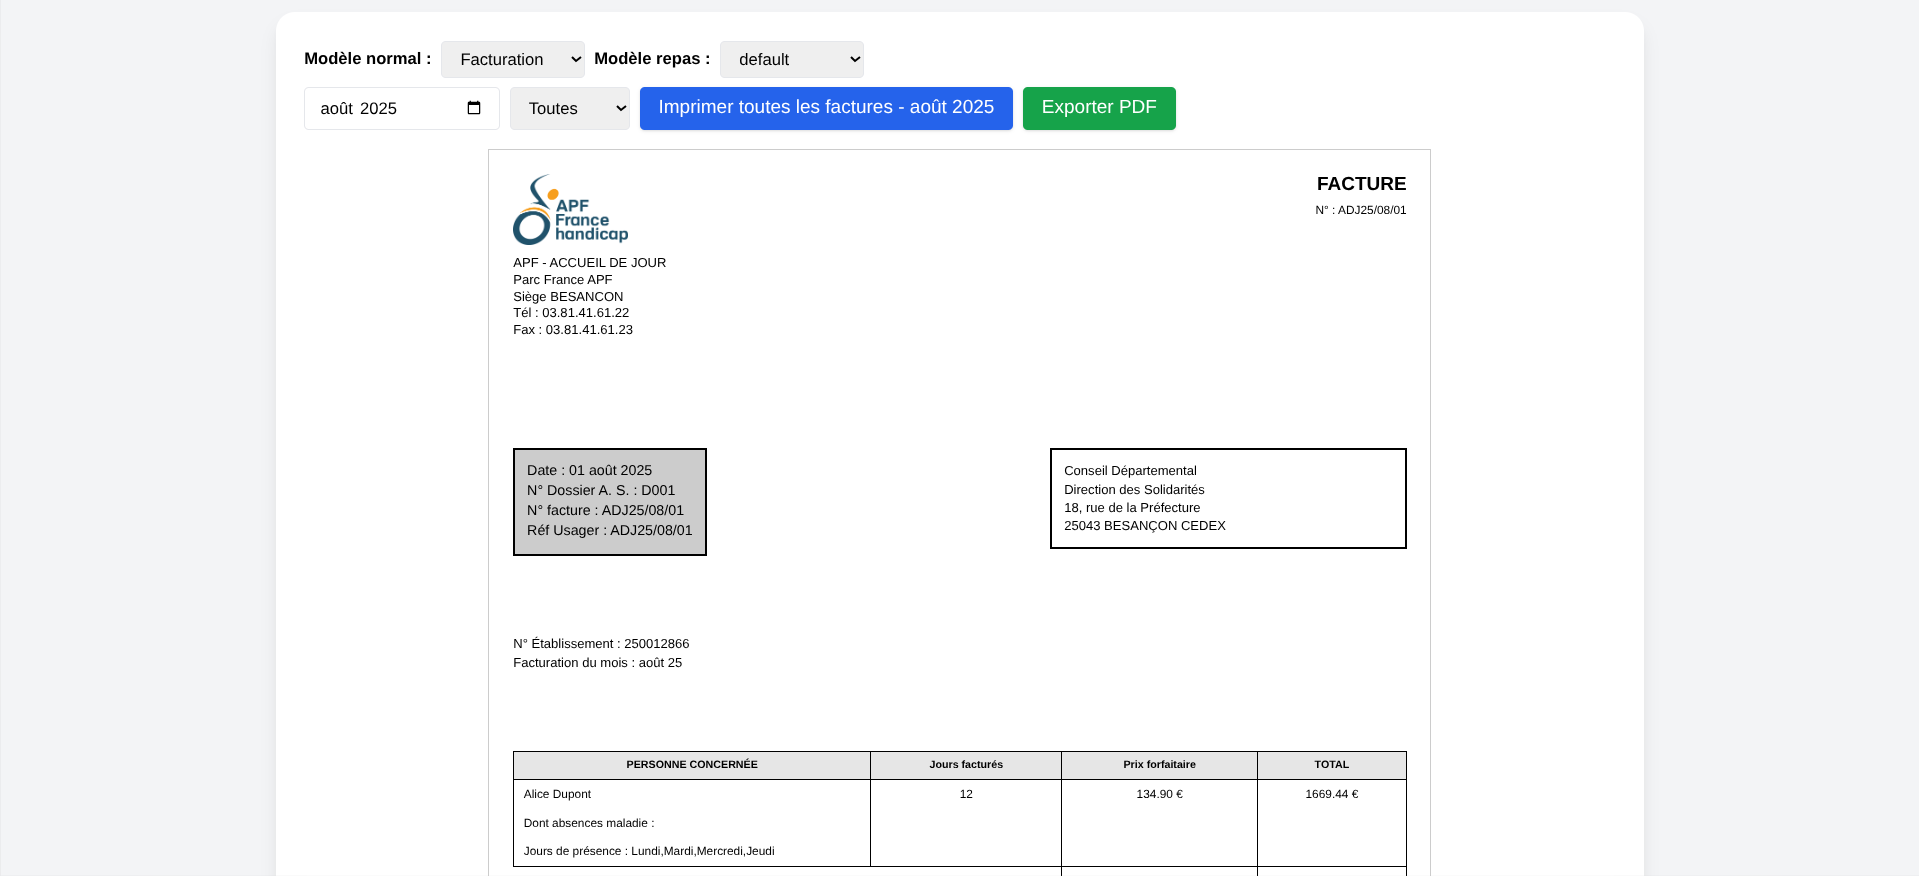 Modèle normal : Facturation Modèle repas : default
août 2025 Toutes Imprimer toutes les factures - août 2025 Exporter PDF
APF
France
handicap
FACTURE
N° : ADJ25/08/01
APF - ACCUEIL DE JOUR
Parc France APF
Siège BESANCON
Tél : 03.81.41.61.22
Fax : 03.81.41.61.23
Date : 01 août 2025
N° Dossier A. S. : D001
N° facture : ADJ25/08/01
Réf Usager : ADJ25/08/01
Conseil Départemental
Direction des Solidarités
18, rue de la Préfecture
25043 BESANÇON CEDEX
N° Établissement : 250012866
Facturation du mois : août 25
PERSONNE CONCERNÉE Jours facturés Prix forfaitaire TOTAL
Alice Dupont 12 134.90 € 1669.44 €
Dont absences maladie :
Jours de présence : Lundi,Mardi,Mercredi,Jeudi